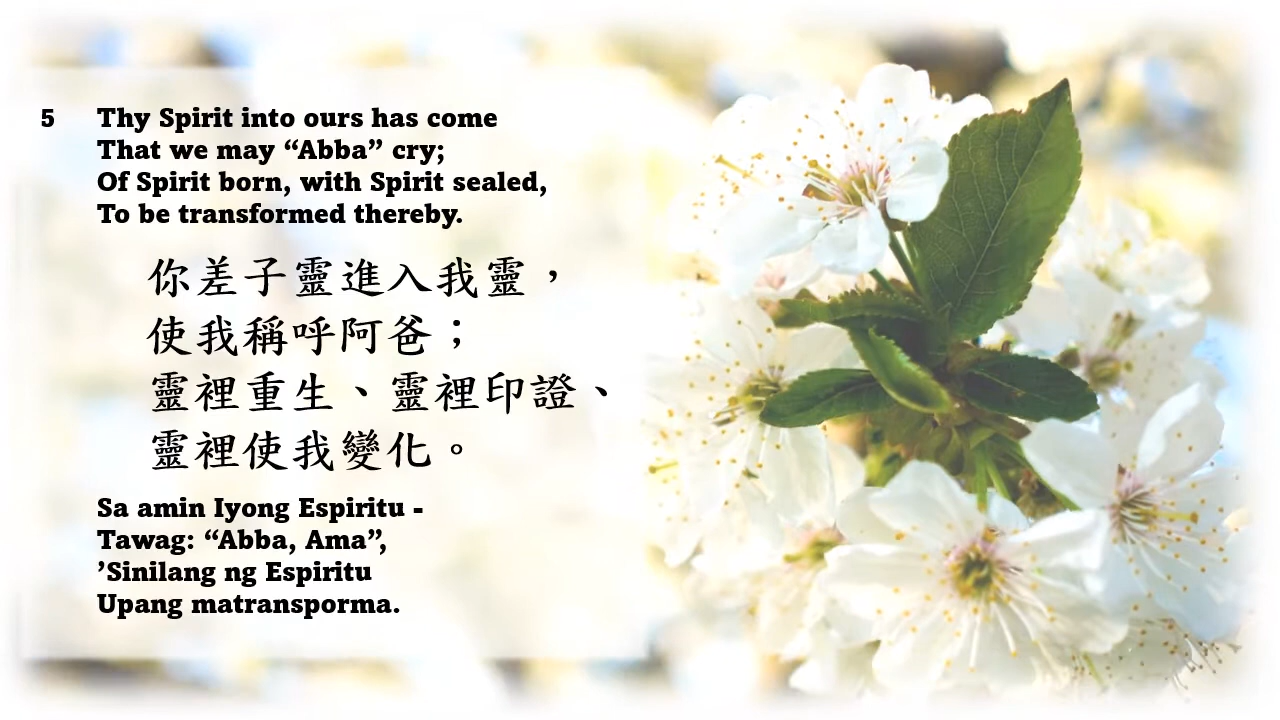 5 Thy Spirit into ours has come
That we may “Abba” cry;
Of Spirit born, with Spirit sealed,
To be transformed thereby.
你差子靈進入我靈，
使我稱呼阿爸；
靈裡重生、靈裡印證、
靈裡使我變化。
Sa amin Iyong Espiritu -
Tawag: “Abba, Ama”,
’Sinilang ng Espiritu
Upang matransporma.